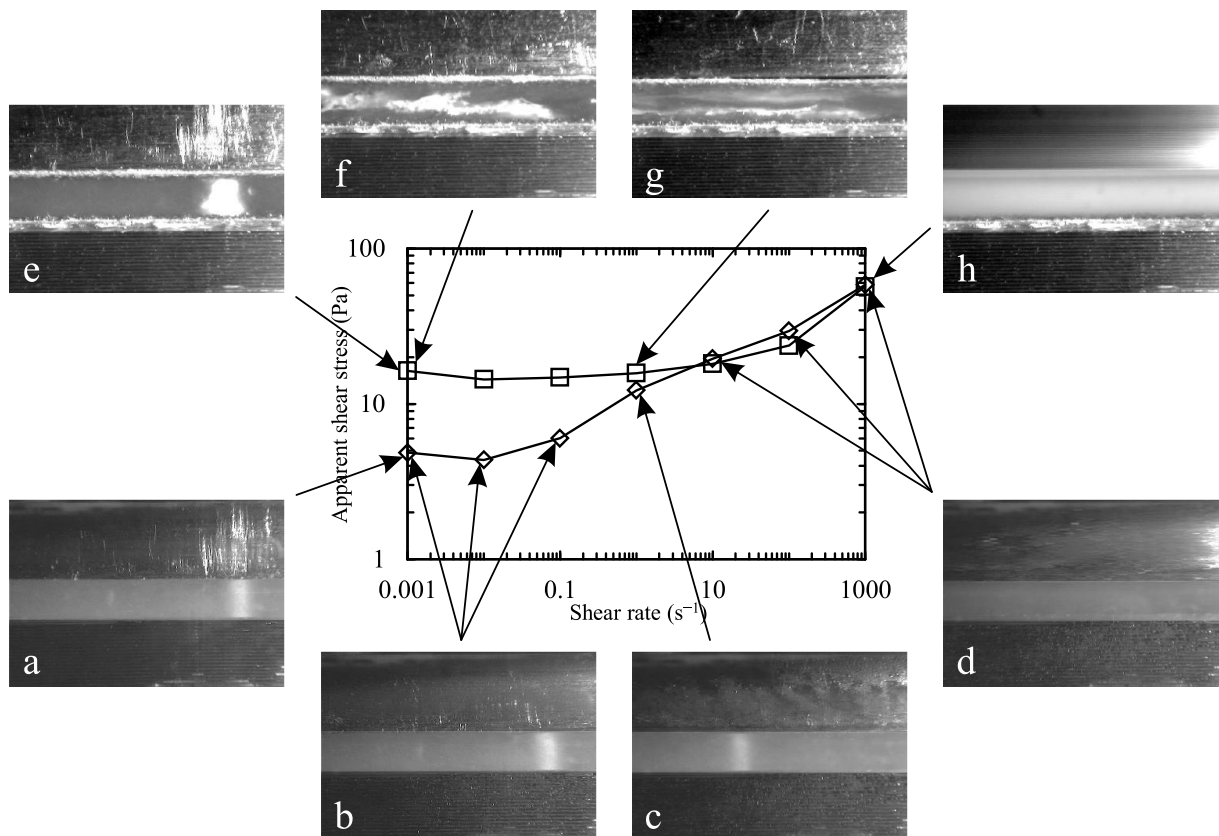 f
g
e
h
100
10
1
Apparent shear stress (Pa)
0.001
0.1
10
1000
Shear rate (s⁻¹)
a
d
b
c